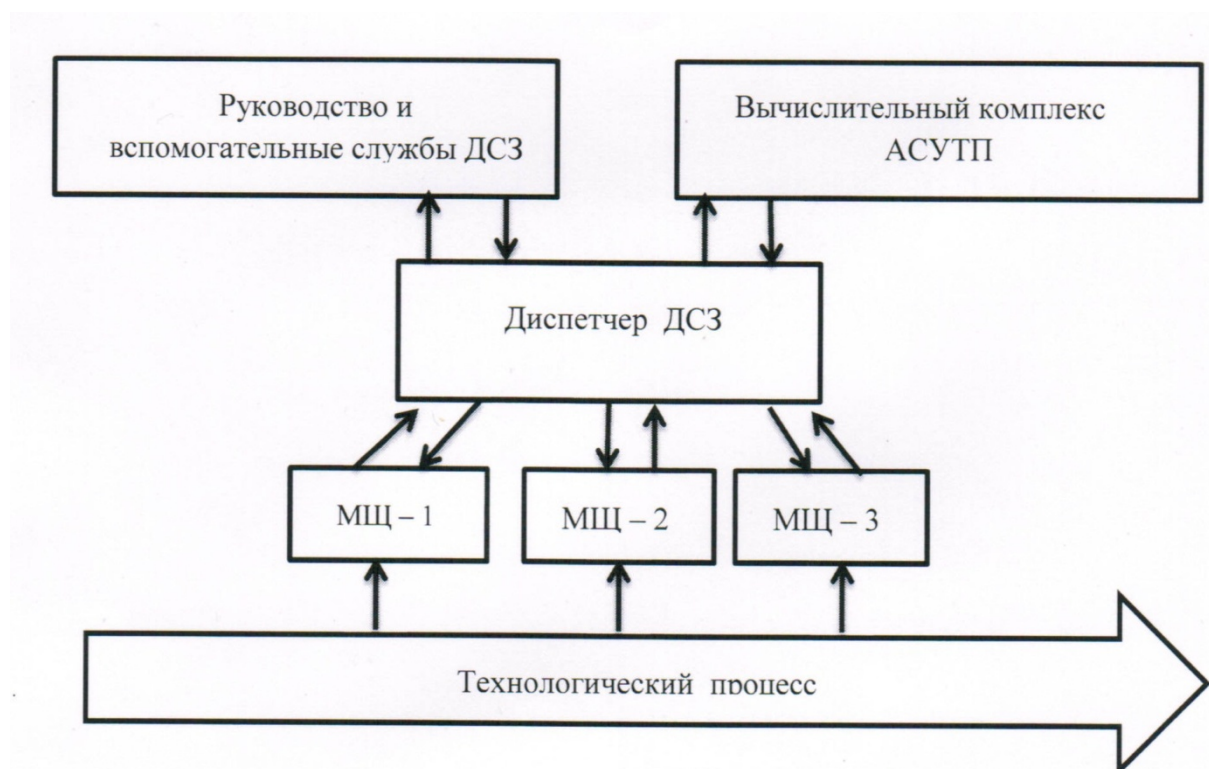 Руководство и
вспомогательные службы ДСЗ
Вычислительный комплекс
АСУТП
Диспетчер ДСЗ
МЩ – 1
МЩ – 2
МЩ – 3
Технологический процесс